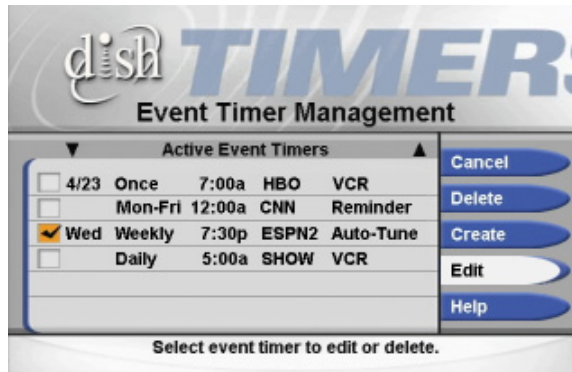 dish TIMERS
Event Timer Management
Active Event Timers
4/23 Once 7:00a HBO VCR
Mon-Fri 12:00a CNN Reminder
Wed Weekly 7:30p ESPN2 Auto-Tune
Daily 5:00a SHOW VCR
Cancel
Delete
Create
Edit
Help
Select event timer to edit or delete.